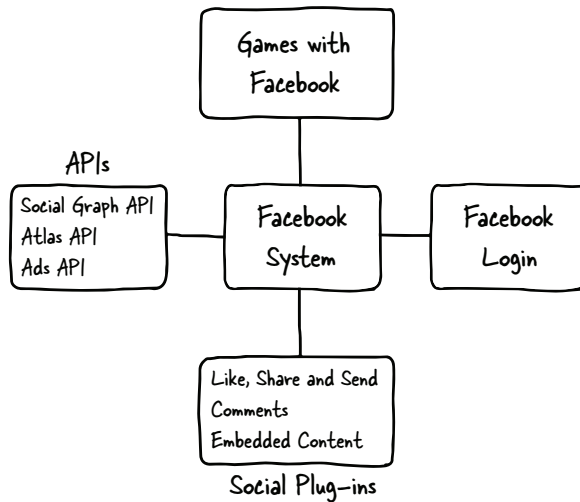 Games with
Facebook
APIs
Social Graph API
Atlas API
Ads API
Facebook
System
Facebook
Login
Like, Share and Send
Comments
Embedded Content
Social Plug-ins